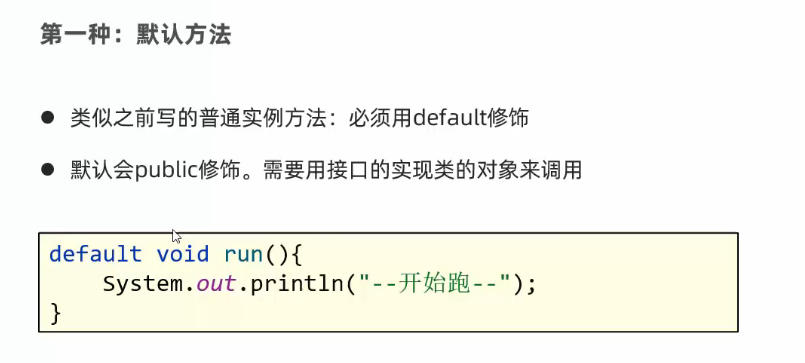 第一种：默认方法
● 类似之前写的普通实例方法：必须用default修饰
● 默认会public修饰。需要用接口的实现类的对象来调用
default void run(){
    System.out.println("--开始跑--");
}